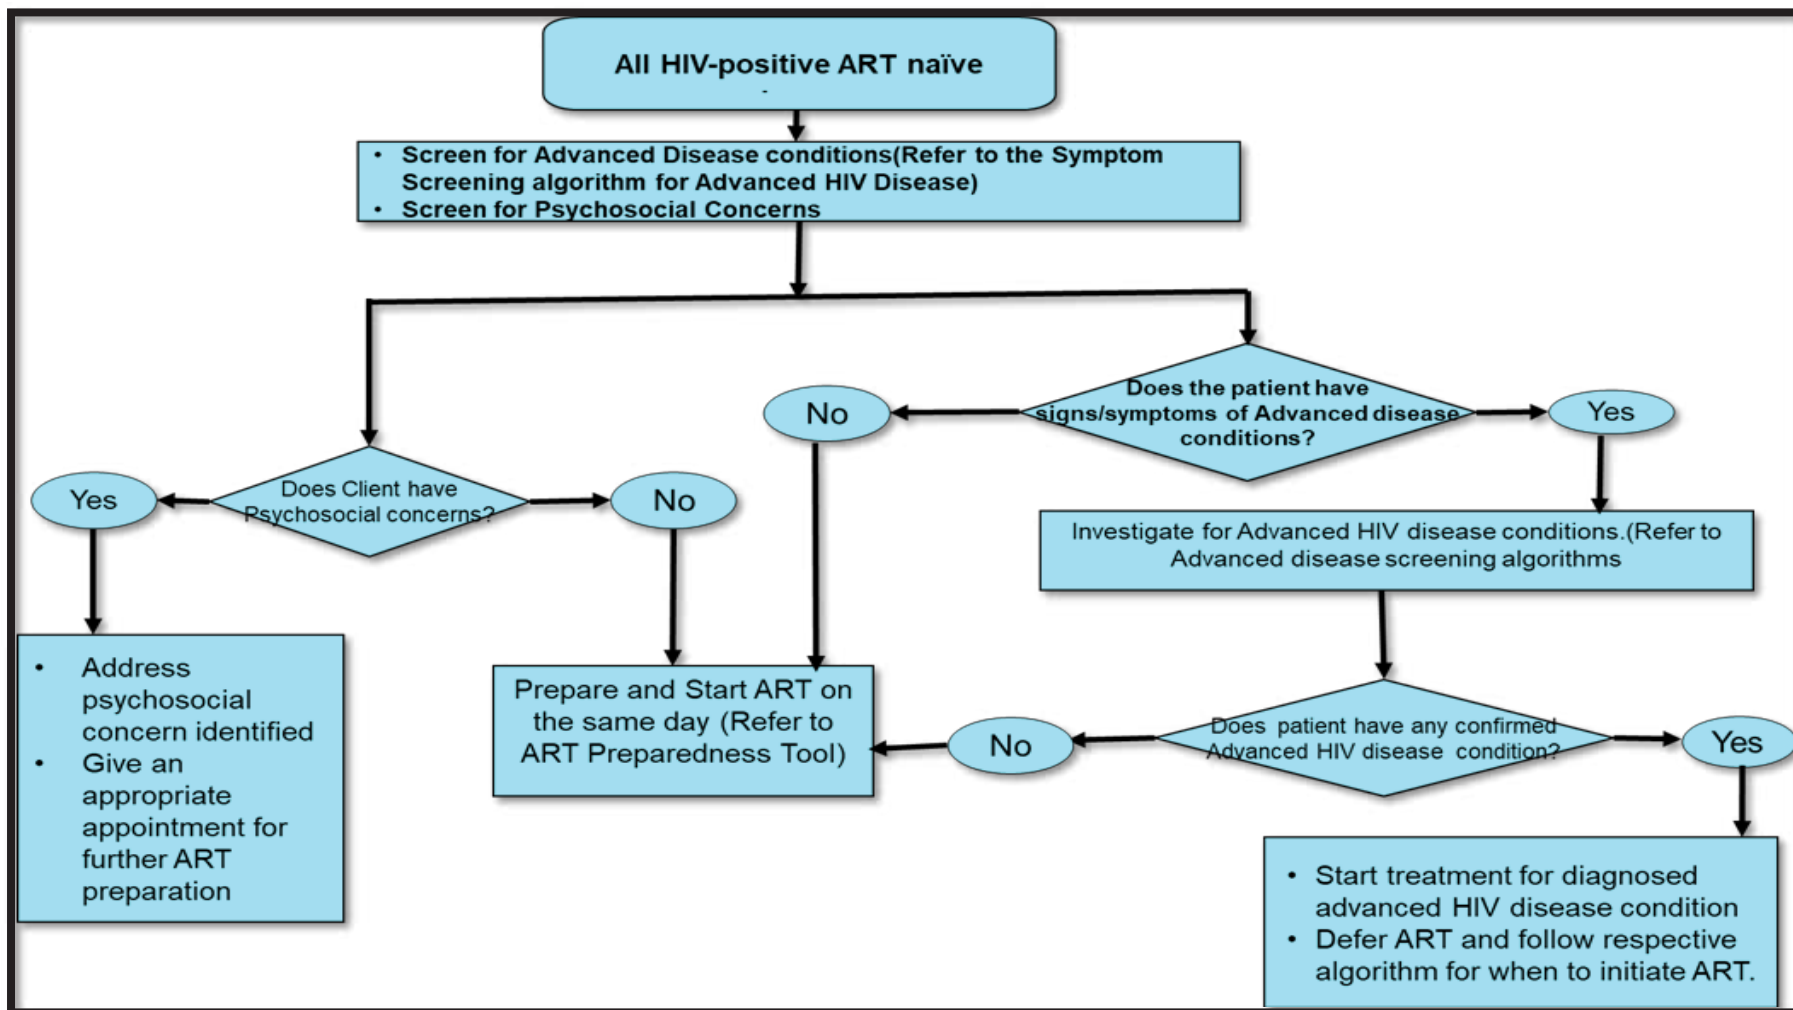 All HIV-positive ART naïve
• Screen for Advanced Disease conditions(Refer to the Symptom
Screening algorithm for Advanced HIV Disease)
• Screen for Psychosocial Concerns
Does the patient have
signs/symptoms of Advanced disease
conditions?
No
Yes
Does Client have
Psychosocial concerns?
Yes
No
Investigate for Advanced HIV disease conditions.(Refer to
Advanced disease screening algorithms
• Address
psychosocial
concern identified
• Give an
appropriate
appointment for
further ART
preparation
Prepare and Start ART on
the same day (Refer to
ART Preparedness Tool)
No
Does patient have any confirmed
Advanced HIV disease condition?
Yes
• Start treatment for diagnosed
advanced HIV disease condition
• Defer ART and follow respective
algorithm for when to initiate ART.